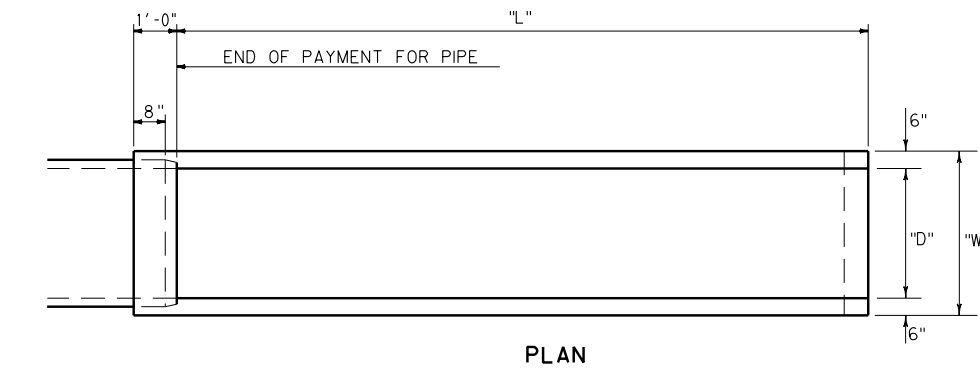 1'-0"
"L"
END OF PAYMENT FOR PIPE
8"
6"
"D"
"W
6"
PLAN